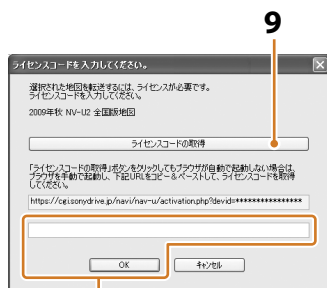 9
ライセンスコードを入力してください。
選択された地図を転送するには、ライセンスが必要です。
ライセンスコードを入力してください。
2009年秋 NV-U2 全国版地図
ライセンスコードの取得
「ライセンスコードの取得」ボタンをクリックしてもブラウザが自動で起動しない場合は、
ブラウザを手動で起動し、下記URLをコピー&ペーストして、ライセンスコードを取得
してください。
https://cgi.sonydrive.jp/navi/nav-u/activation.php?devid=****************
OK
キャンセル